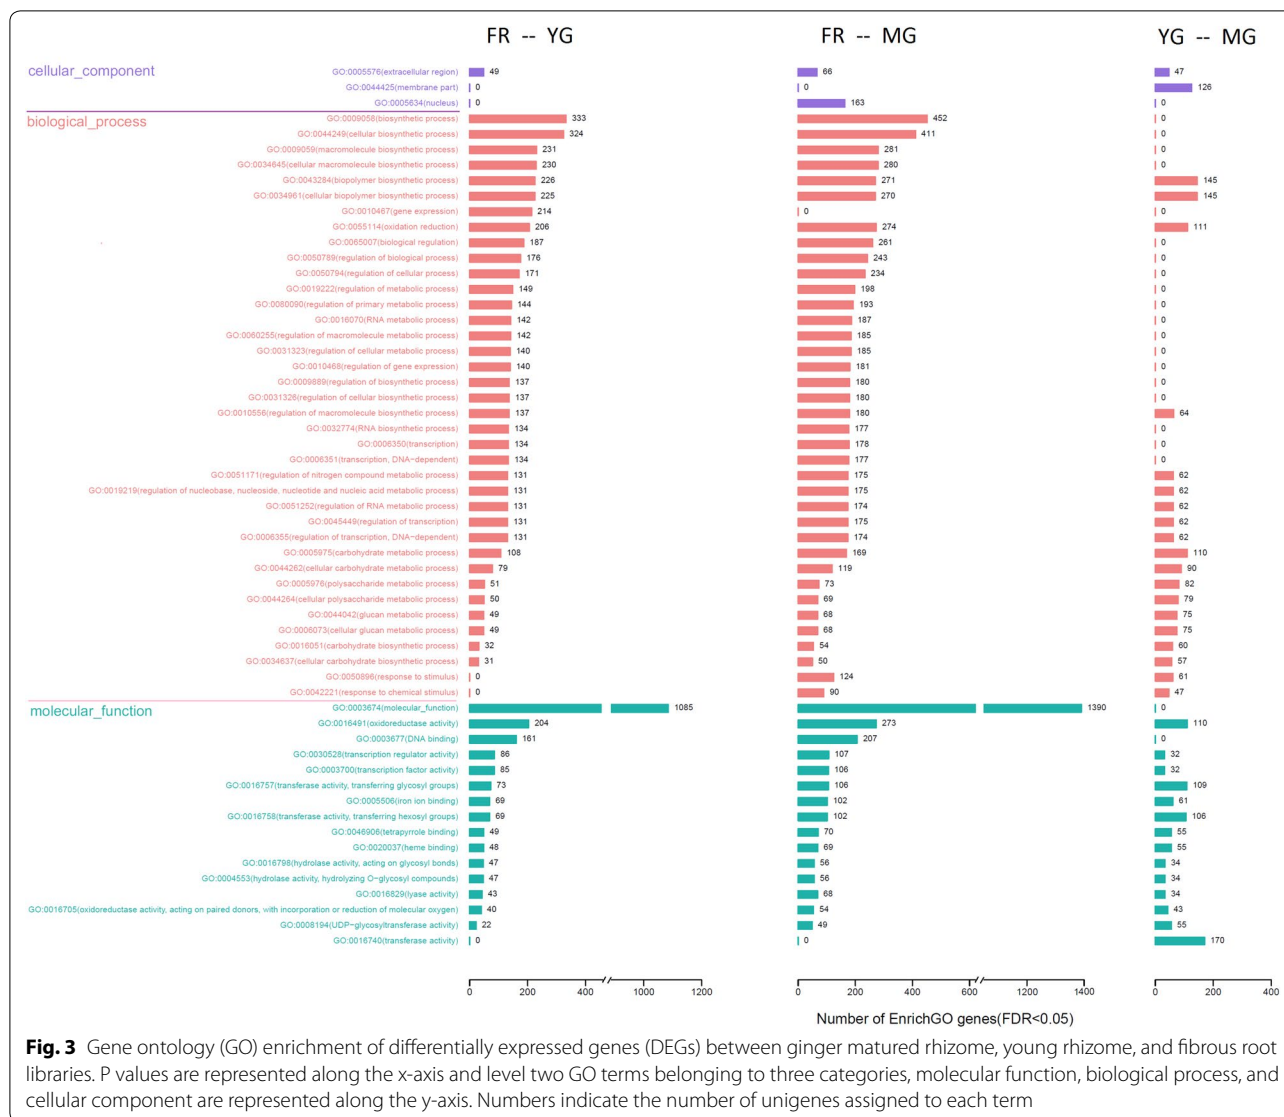 FR -- YG FR -- MG YG -- MG
cellular_component
GO:0005576(extracellular region) 49 66 47
GO:0044425(membrane part) 0 0 126
GO:0005634(nucleus) 0 163 0
biological_process
GO:0009058(biosynthetic process) 333 452 0
GO:0044249(cellular biosynthetic process) 324 411 0
GO:0009059(macromolecule biosynthetic process) 231 281 0
GO:0034645(cellular macromolecule biosynthetic process) 230 280 0
GO:0043284(biopolymer biosynthetic process) 226 271 145
GO:0034961(cellular biopolymer biosynthetic process) 225 270 145
GO:0010467(gene expression) 214 0 0
GO:0055114(oxidation reduction) 206 274 111
GO:0065007(biological regulation) 187 261 0
GO:0050789(regulation of biological process) 176 243 0
GO:0050794(regulation of cellular process) 171 234 0
GO:0019222(regulation of metabolic process) 149 198 0
GO:0080090(regulation of primary metabolic process) 144 193 0
GO:0016070(RNA metabolic process) 142 187 0
GO:0060255(regulation of macromolecule metabolic process) 142 185 0
GO:0031323(regulation of cellular metabolic process) 140 185 0
GO:0010468(regulation of gene expression) 140 181 0
GO:0009889(regulation of biosynthetic process) 137 180 0
GO:0031326(regulation of cellular biosynthetic process) 137 180 0
GO:0010556(regulation of macromolecule biosynthetic process) 137 180 64
GO:0032774(RNA biosynthetic process) 134 177 0
GO:0006350(transcription) 134 178 0
GO:0006351(transcription, DNA−dependent) 134 177 0
GO:0051171(regulation of nitrogen compound metabolic process) 131 175 62
GO:0019219(regulation of nucleobase, nucleoside, nucleotide and nucleic acid metabolic process) 131 175 62
GO:0051252(regulation of RNA metabolic process) 131 174 62
GO:0045449(regulation of transcription) 131 175 62
GO:0006355(regulation of transcription, DNA−dependent) 131 174 62
GO:0005975(carbohydrate metabolic process) 108 169 110
GO:0044262(cellular carbohydrate metabolic process) 79 119 90
GO:0005976(polysaccharide metabolic process) 51 73 82
GO:0044264(cellular polysaccharide metabolic process) 50 69 79
GO:0044042(glucan metabolic process) 49 68 75
GO:0006073(cellular glucan metabolic process) 49 68 75
GO:0016051(carbohydrate biosynthetic process) 32 54 60
GO:0034637(cellular carbohydrate biosynthetic process) 31 50 57
GO:0050896(response to stimulus) 0 124 61
GO:0042221(response to chemical stimulus) 0 90 47
molecular_function
GO:0003674(molecular_function) 1085 1390 0
GO:0016491(oxidoreductase activity) 204 273 110
GO:0003677(DNA binding) 161 207 0
GO:0030528(transcription regulator activity) 86 107 32
GO:0003700(transcription factor activity) 85 106 32
GO:0016757(transferase activity, transferring glycosyl groups) 73 106 109
GO:0005506(iron ion binding) 69 102 61
GO:0016758(transferase activity, transferring hexosyl groups) 69 102 106
GO:0046906(tetrapyrrole binding) 49 70 55
GO:0020037(heme binding) 48 69 55
GO:0016798(hydrolase activity, acting on glycosyl bonds) 47 56 34
GO:0004553(hydrolase activity, hydrolyzing O−glycosyl compounds) 47 56 34
GO:0016829(lyase activity) 43 68 34
GO:0016705(oxidoreductase activity, acting on paired donors, with incorporation or reduction of molecular oxygen) 40 54 43
GO:0008194(UDP−glycosyltransferase activity) 22 49 55
GO:0016740(transferase activity) 0 0 170
0 200 400 1000 1200 0 200 400 600 1200 1400 0 200 400
Number of EnrichGO genes(FDR<0.05)
Fig. 3 Gene ontology (GO) enrichment of differentially expressed genes (DEGs) between ginger matured rhizome, young rhizome, and fibrous root
libraries. P values are represented along the x-axis and level two GO terms belonging to three categories, molecular function, biological process, and
cellular component are represented along the y-axis. Numbers indicate the number of unigenes assigned to each term